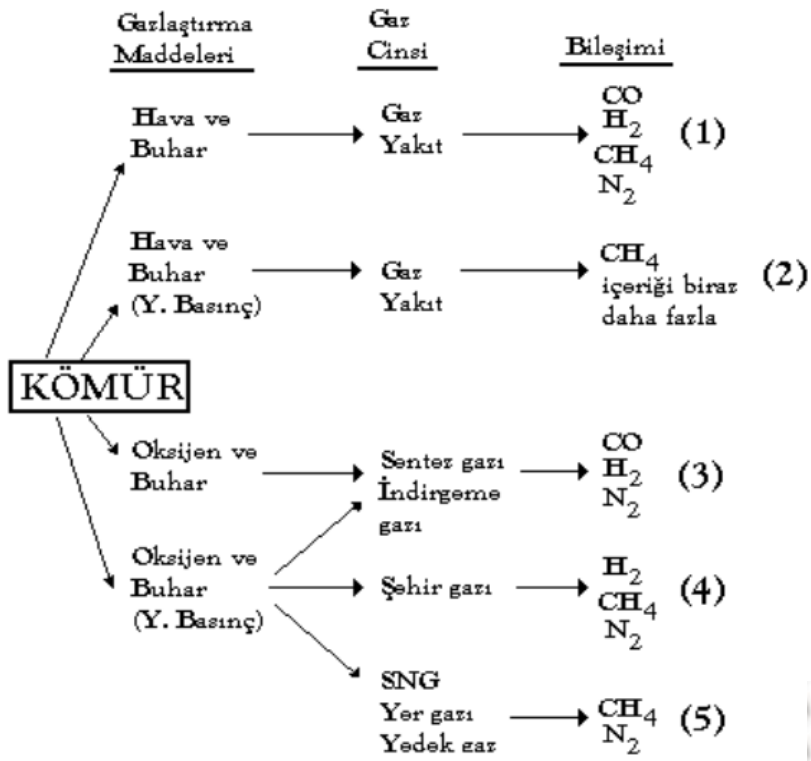 Gazlaştırma
Maddeleri
Gaz
Cinsi
Bileşimi
Hava ve
Buhar
Gaz
Yakıt
CO
H2
CH4
N2
(1)
Hava ve
Buhar
(Y. Basınç)
Gaz
Yakıt
CH4
içeriği biraz
daha fazla
(2)
KÖMÜR
Oksijen ve
Buhar
Sentez gazı
İndirgeme
gazı
CO
H2
N2
(3)
Oksijen ve
Buhar
(Y. Basınç)
Şehir gazı
H2
CH4
N2
(4)
SNG
Yer gazı
Yedek gaz
CH4
N2
(5)